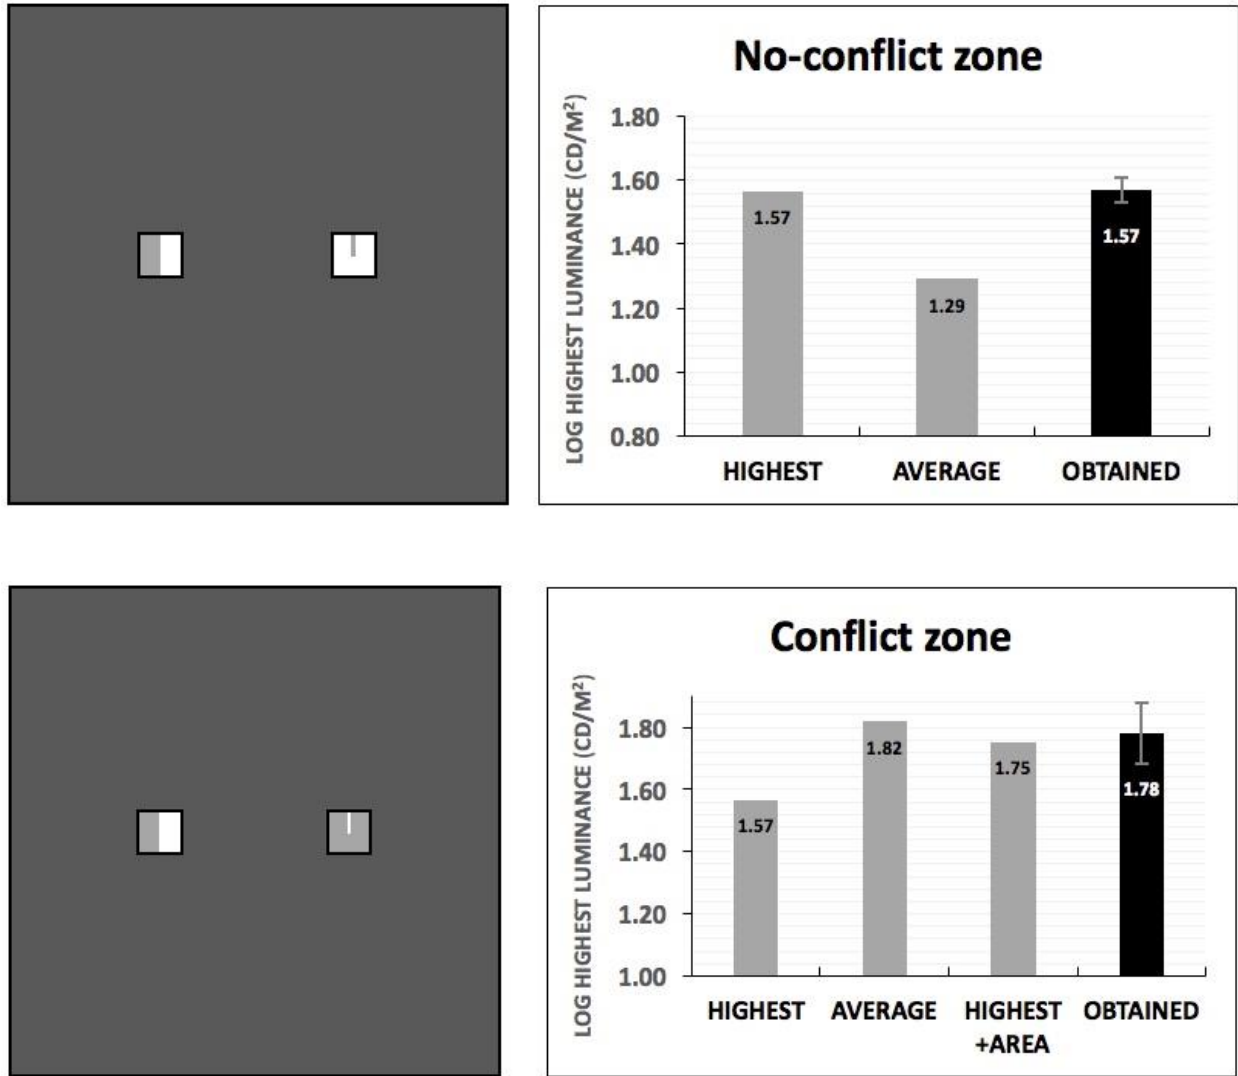 No-conflict zone
LOG HIGHEST LUMINANCE (CD/M²)
1.80
1.60
1.40
1.20
1.00
0.80
1.57
1.29
1.57
HIGHEST AVERAGE OBTAINED
Conflict zone
LOG HIGHEST LUMINANCE (CD/M²)
1.80
1.60
1.40
1.20
1.00
1.57
1.82
1.75
1.78
HIGHEST AVERAGE HIGHEST OBTAINED
+AREA